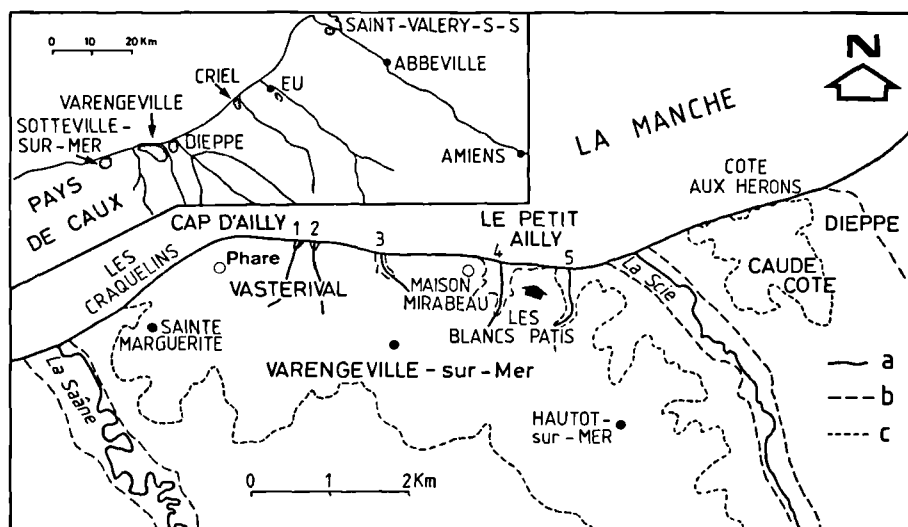 0 10 20 Km
SAINT-VALERY-S-S
ABBEVILLE
CRIEL
EU
VARENGEVILLE
SOTTEVILLE-
SUR-MER
DIEPPE
AMIENS
PAYS
DE CAUX
N
LA MANCHE
COTE
AUX HERONS
DIEPPE
CAUDE
COTE
CAP D'AILLY
LE PETIT
AILLY
1 2
3
4
5
LES
CRAQUELINS
Phare
VASTERIVAL
MAISON
MIRABEAU
LES
BLANCS PATIS
La Scie
SAINTE
MARGUERITE
VARENGEVILLE-sur-Mer
La Saâne
HAUTOT-
sur-MER
a
b
c
0 1 2 Km